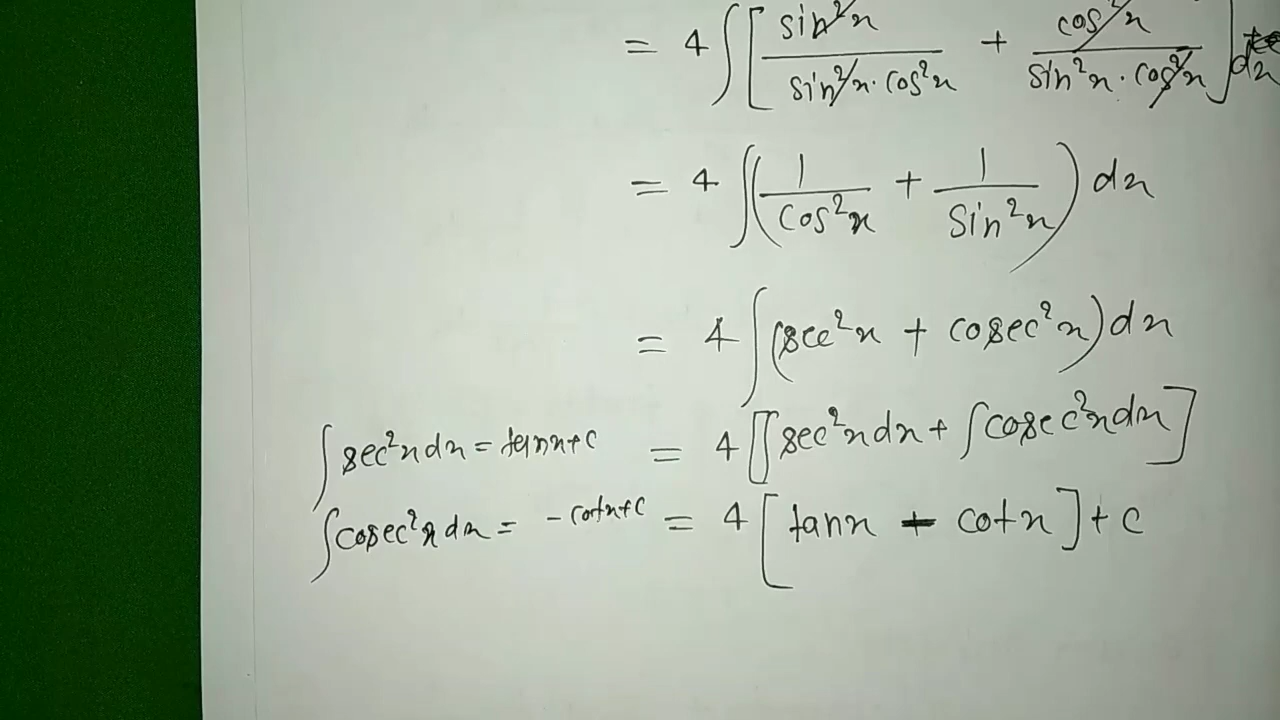 = 4 ∫ [ sin²x / sin²x · cos²x + cos²x / sin²x · cos²x ] dx
= 4 ∫ ( 1 / cos²x + 1 / sin²x ) dx
= 4 ∫ (sec²x + cosec²x) dx
∫ sec²x dx = tanx + c = 4 [ ∫ sec²x dx + ∫ cosec²x dx ]
∫ cosec²x dx = - cotx + c = 4 [ tanx - cotx ] + c